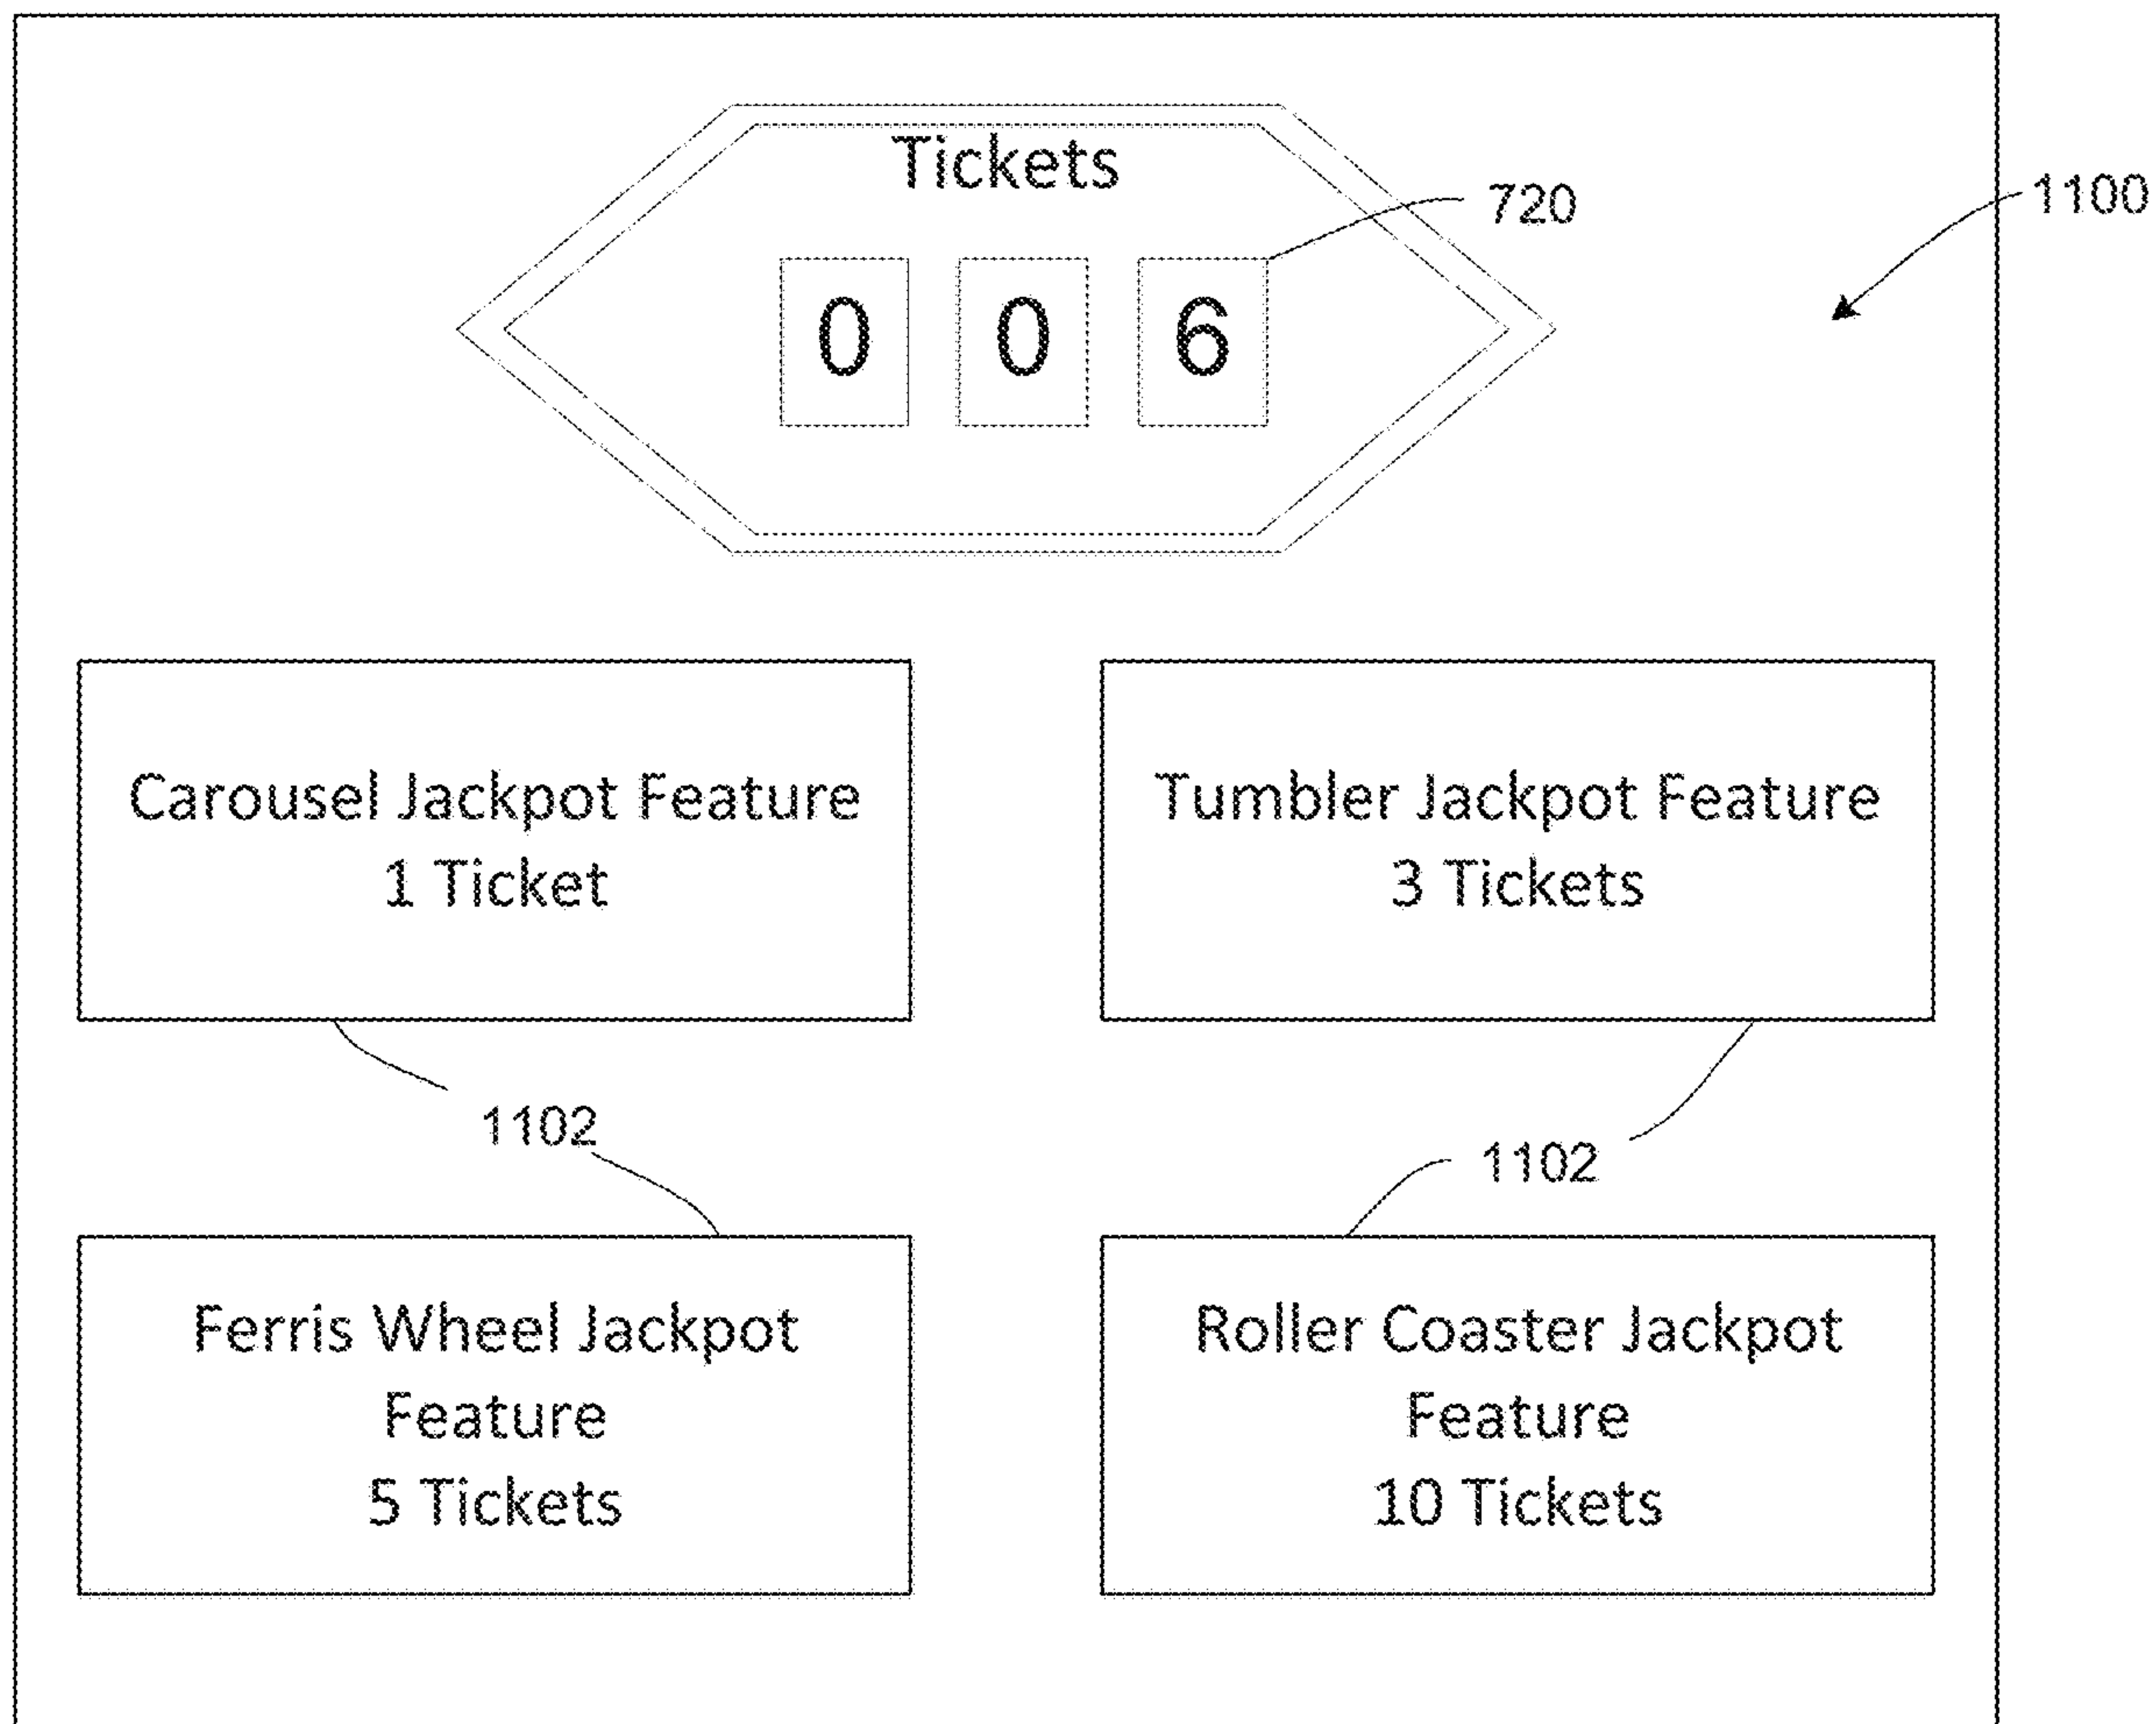 Tickets
720
1100
0 0 6
Carousel Jackpot Feature
1 Ticket
Tumbler Jackpot Feature
3 Tickets
1102
1102
Ferris Wheel Jackpot
Feature
5 Tickets
Roller Coaster Jackpot
Feature
10 Tickets